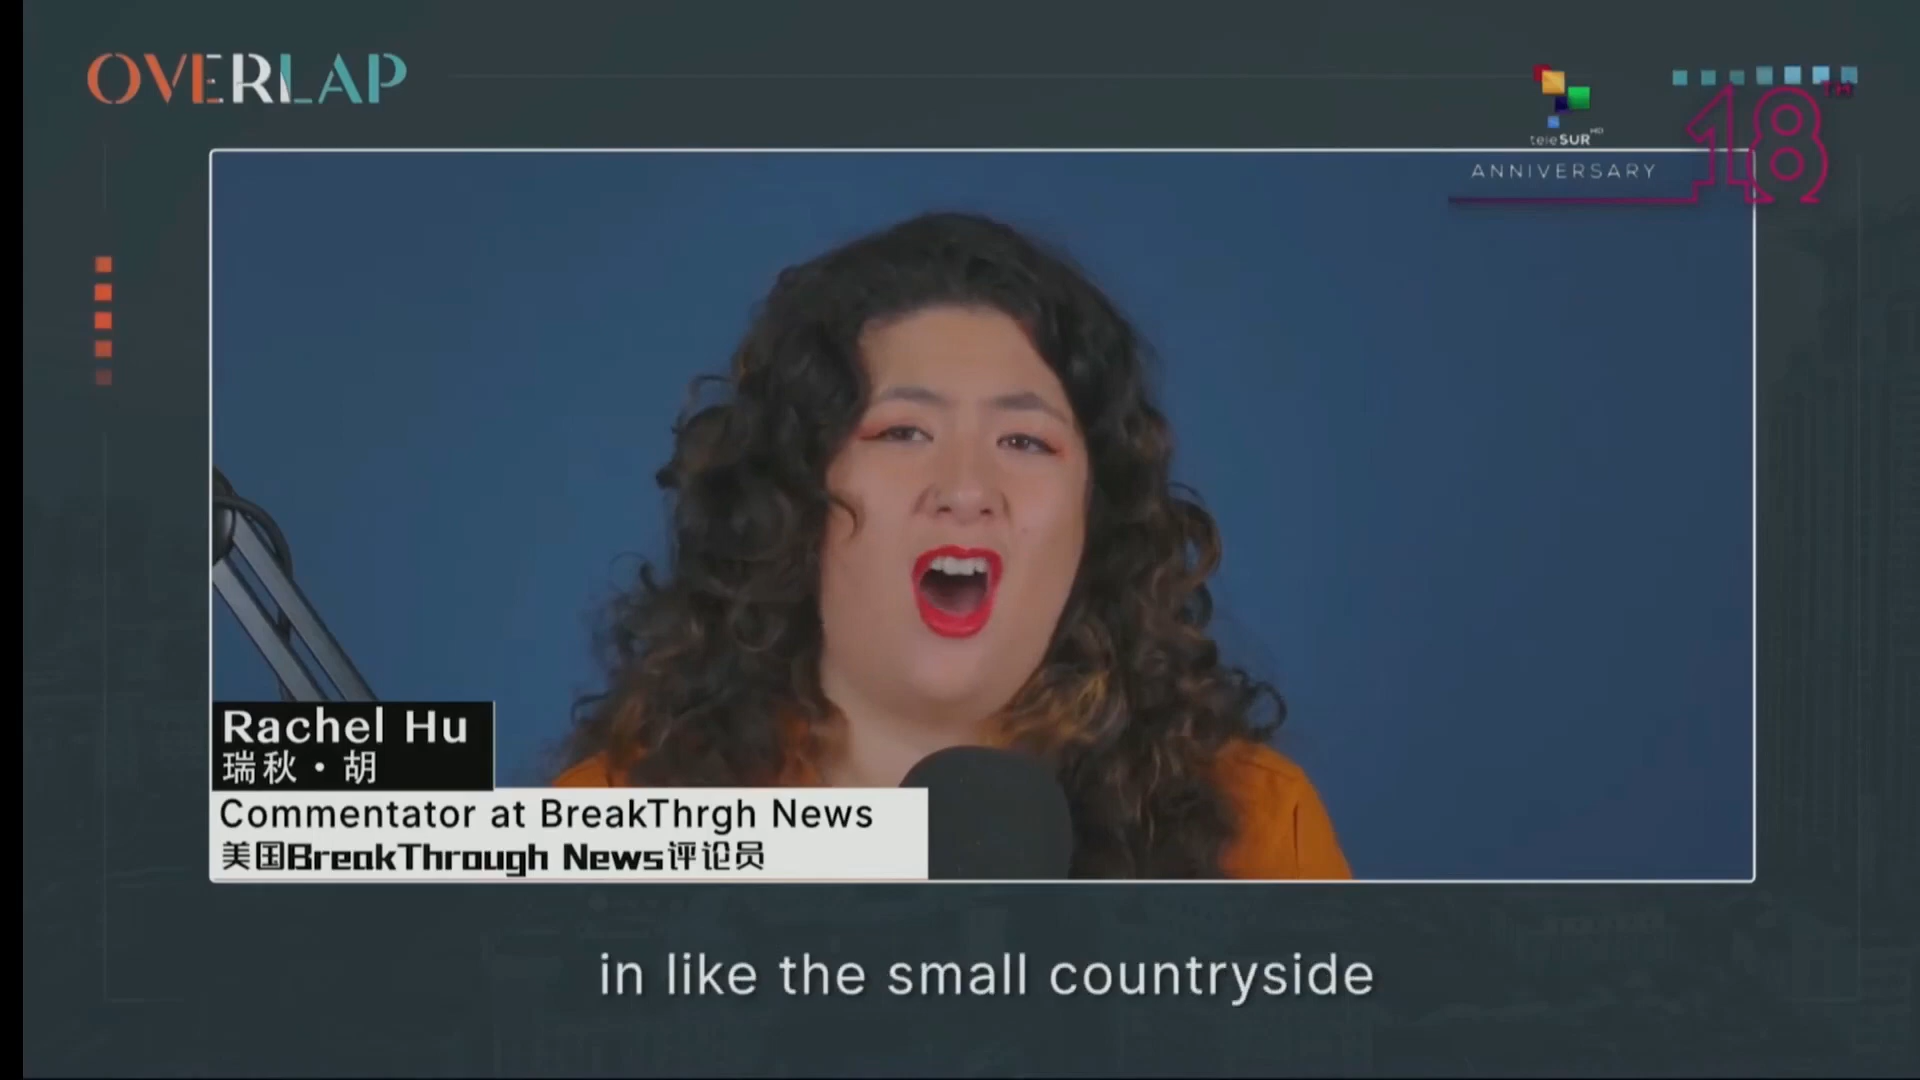 OVERLAP
teleSUR HD
ANNIVERSARY
18TH
Rachel Hu
瑞秋·胡
Commentator at BreakThrgh News
美国BreakThrough News评论员
in like the small countryside